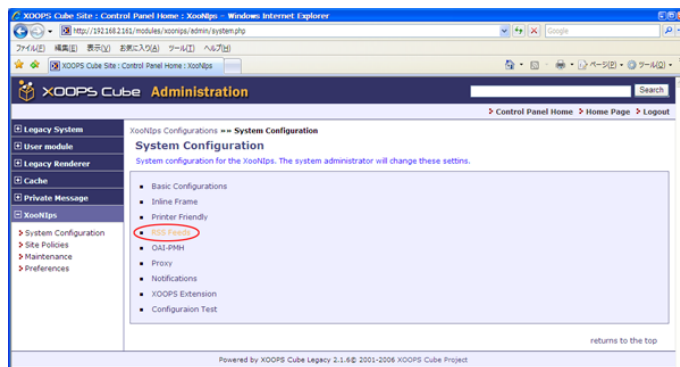 XOOPS Cube Site : Control Panel Home : XooNIps - Windows Internet Explorer
http://192.168.2.161/modules/xoonips/admin/system.php
Google
ファイル(F) 編集(E) 表示(V) お気に入り(A) ツール(T) ヘルプ(H)
XOOPS Cube Site : Control Panel Home : XooNIps
ページ(P) ツール(O)
XOOPS Cube Administration
Search
Control Panel Home Home Page Logout
Legacy System
User module
Legacy Renderer
Cache
Private Message
XooNIps
System Configuration
Site Policies
Maintenance
Preferences
XooNIps Configurations »» System Configuration
System Configuration
System configuration for the XooNIps. The system administrator will change these settins.
Basic Configurations
Inline Frame
Printer Friendly
RSS Feeds
OAI-PMH
Proxy
Notifications
XOOPS Extension
Configuraion Test
returns to the top
Powered by XOOPS Cube Legacy 2.1.6© 2001-2006 XOOPS Cube Project